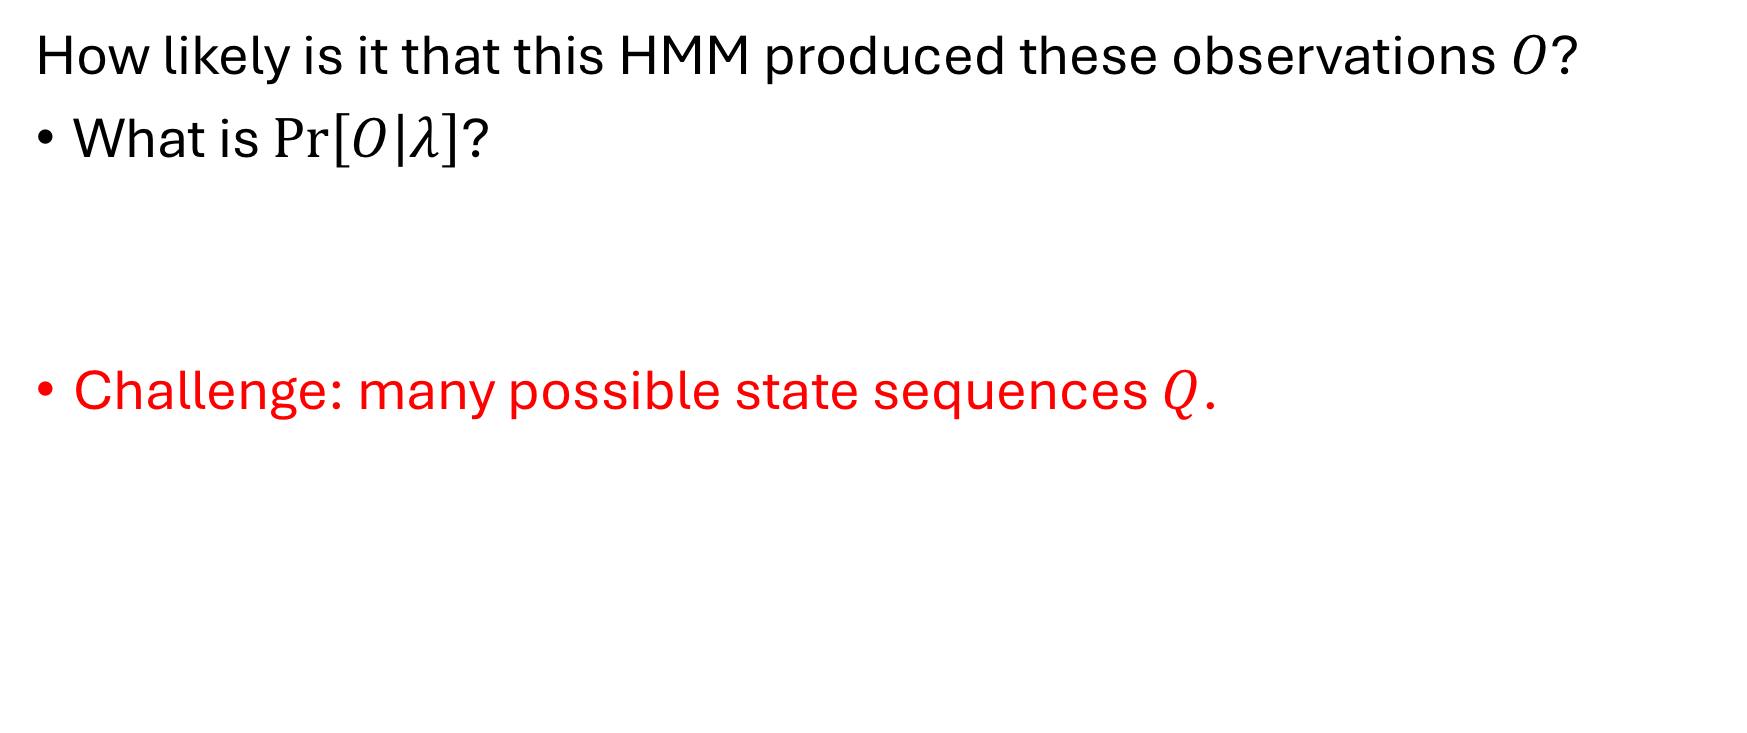 How likely is it that this HMM produced these observations 𝑂?
• What is Pr[𝑂|𝜆]?
• Challenge: many possible state sequences 𝑄.